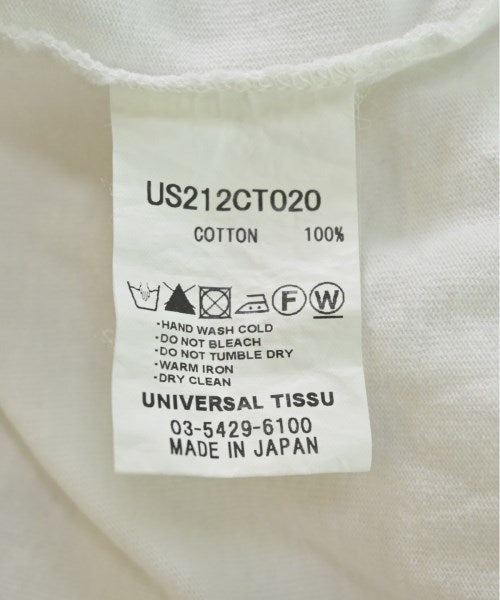 US212CT020
COTTON 100%
F W
·HAND WASH COLD
·DO NOT BLEACH
·DO NOT TUMBLE DRY
·WARM IRON
·DRY CLEAN
UNIVERSAL TISSU
03-5429-6100
MADE IN JAPAN